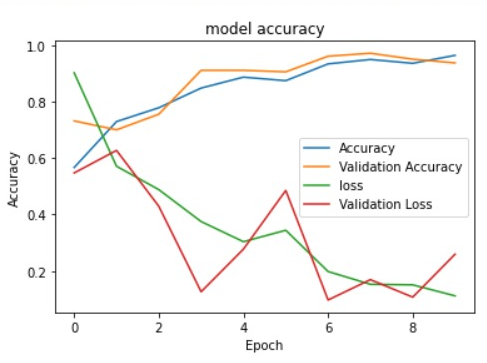 model accuracy
1.0
0.8
0.6
0.4
0.2
Accuracy
Accuracy
Validation Accuracy
loss
Validation Loss
0
2
4
6
8
Epoch